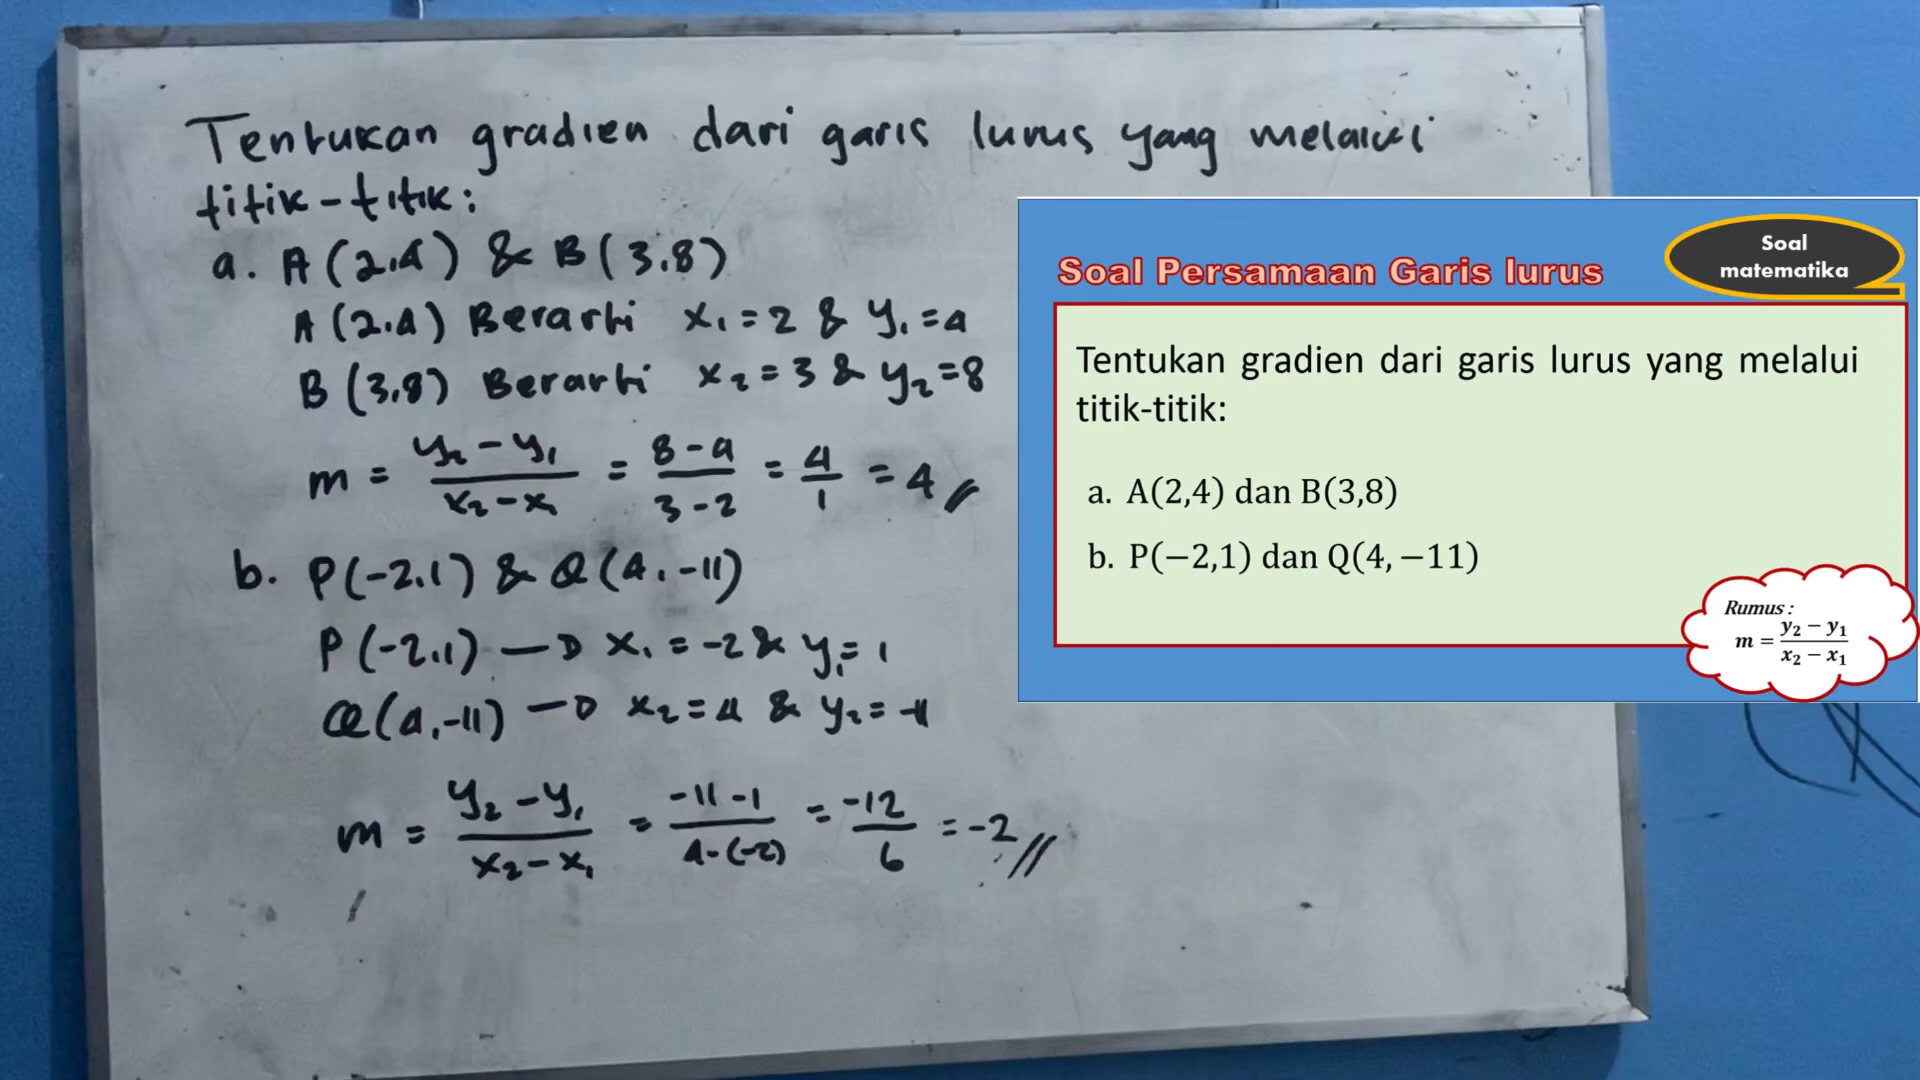 Tentukan gradien dari garis lurus yang melalui
titik-titik:
a. A(2,4) & B(3,8)
A(2,4) Berarti x₁ = 2 & y₁ = 4
B(3,8) Berarti x₂ = 3 & y₂ = 8
m = (y₂ - y₁)/(x₂ - x₁) = (8 - 4)/(3 - 2) = 4/1 = 4 //
b. P(-2,1) & Q(4,-11)
P(-2,1) → x₁ = -2 & y₁ = 1
Q(4,-11) → x₂ = 4 & y₂ = -11
m = (y₂ - y₁)/(x₂ - x₁) = (-11 - 1)/(4 - (-2)) = -12/6 = -2 //
Soal Persamaan Garis lurus
Soal
matematika
Tentukan gradien dari garis lurus yang melalui
titik-titik:
a. A(2,4) dan B(3,8)
b. P(−2,1) dan Q(4,−11)
Rumus :
m = (y₂ − y₁)/(x₂ − x₁)